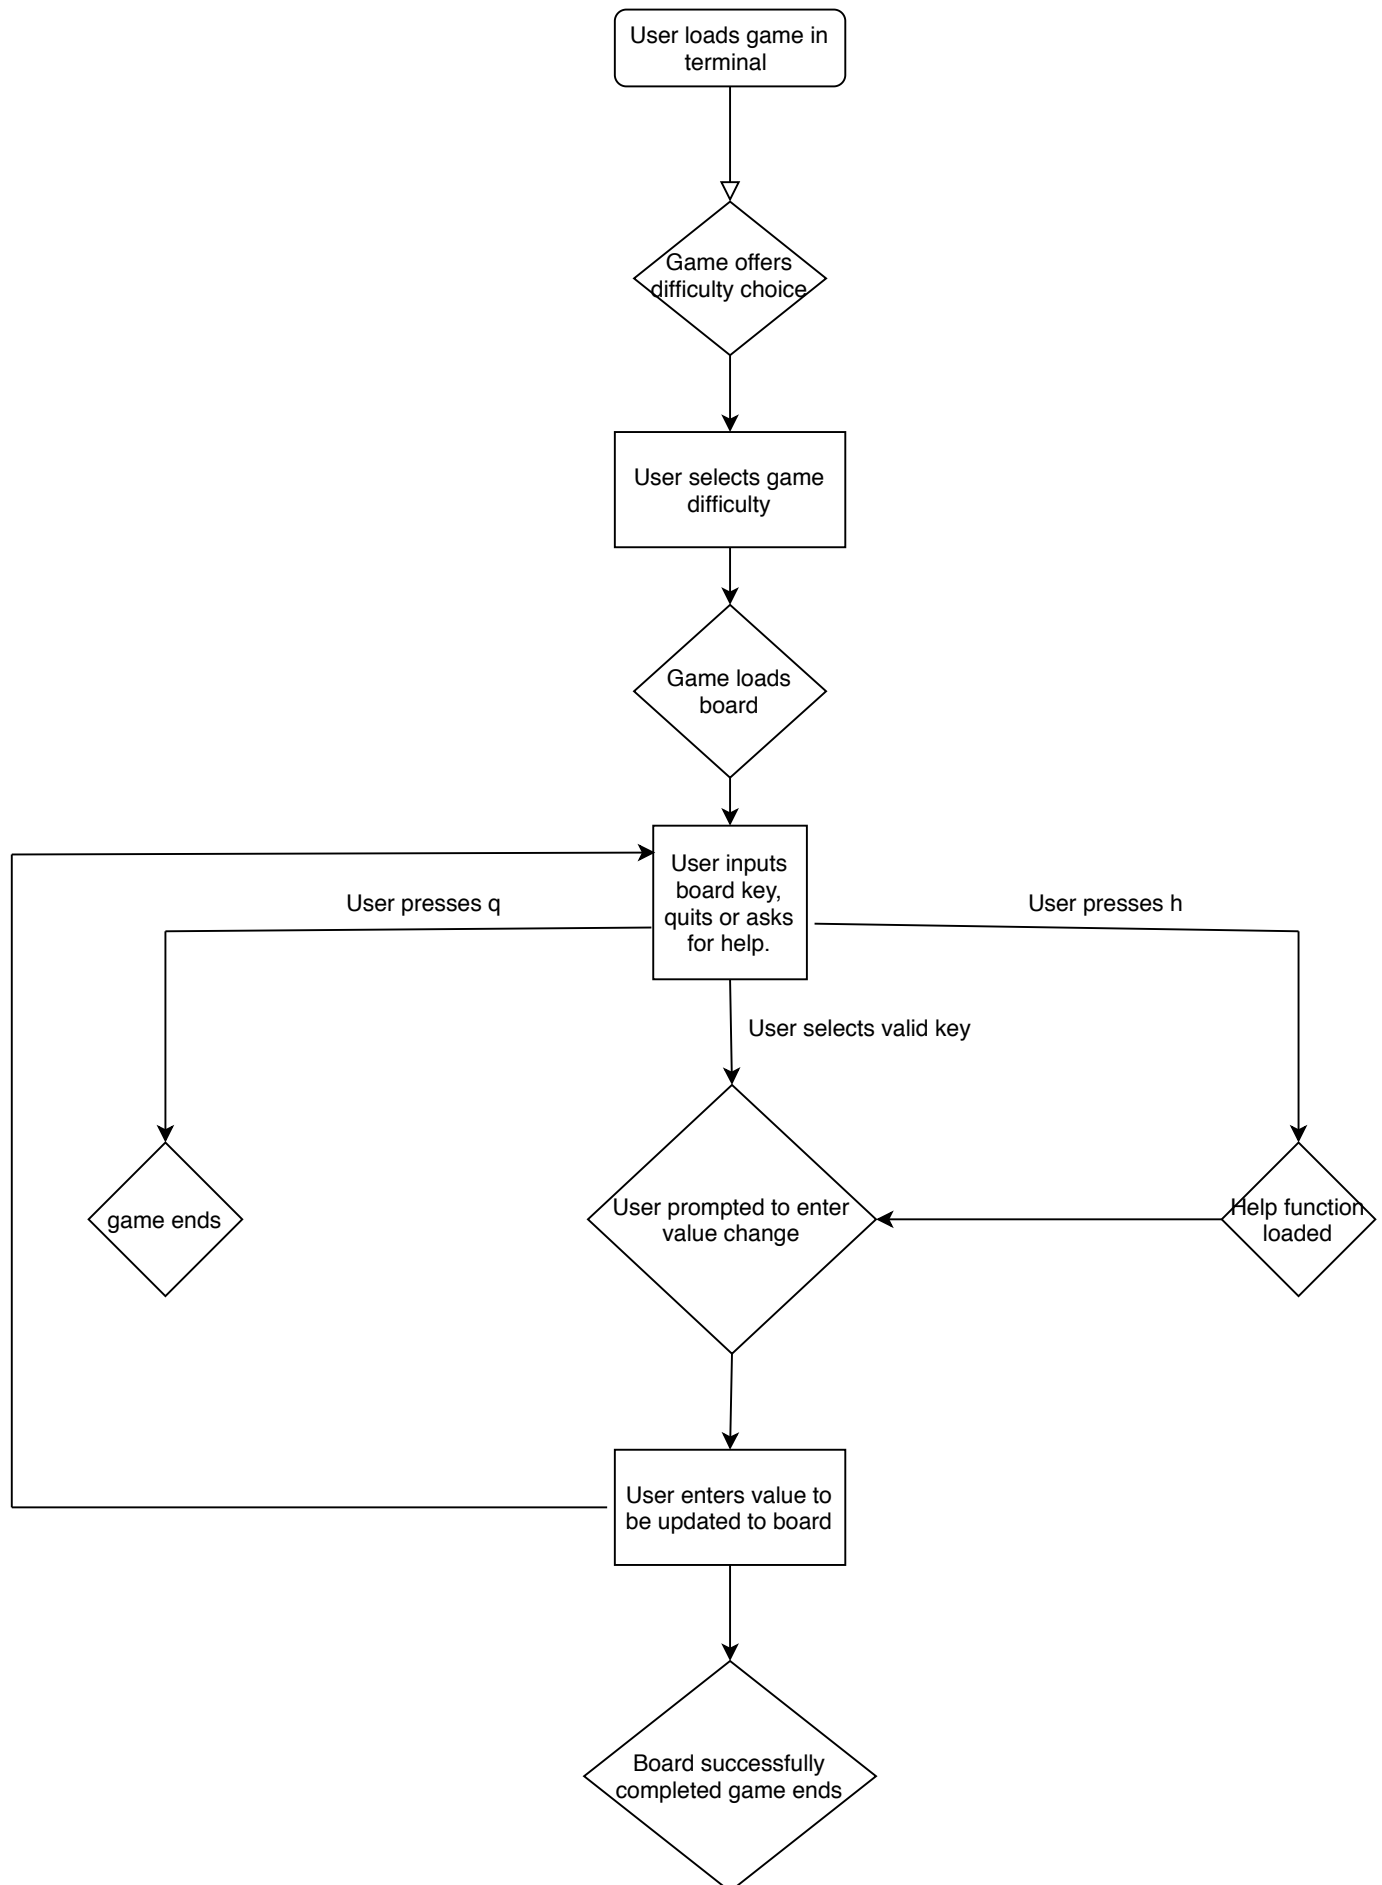 User loads game in
terminal
Game offers
difficulty choice
User selects game
difficulty
Game loads
board
User inputs
board key,
quits or asks
for help.
User presses q
User presses h
User selects valid key
game ends
User prompted to enter
value change
Help function
loaded
User enters value to
be updated to board
Board successfully
completed game ends